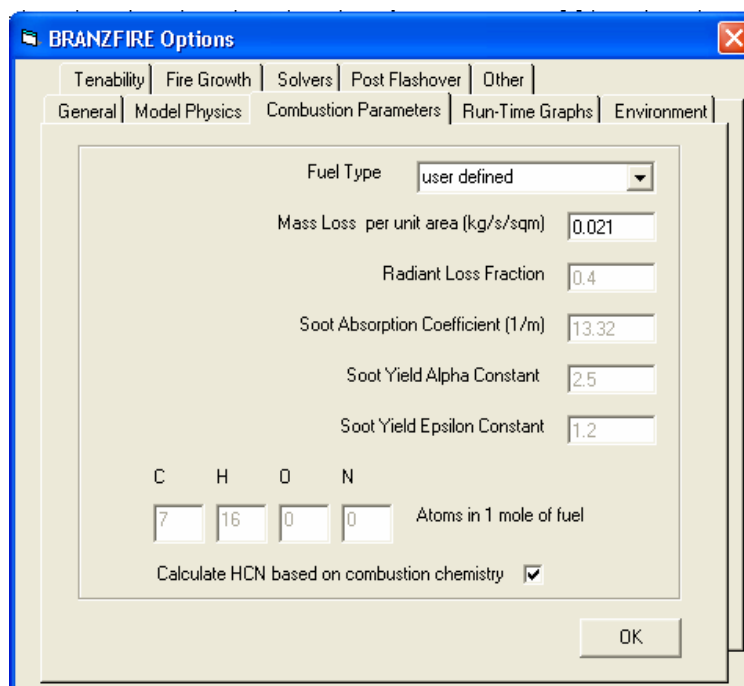 BRANZFIRE Options
Tenability Fire Growth Solvers Post Flashover Other
General Model Physics Combustion Parameters Run-Time Graphs Environment
Fuel Type user defined
Mass Loss per unit area (kg/s/sqm) 0.021
Radiant Loss Fraction 0.4
Soot Absorption Coefficient (1/m) 13.32
Soot Yield Alpha Constant 2.5
Soot Yield Epsilon Constant 1.2
C H O N
7 16 0 0 Atoms in 1 mole of fuel
Calculate HCN based on combustion chemistry
OK